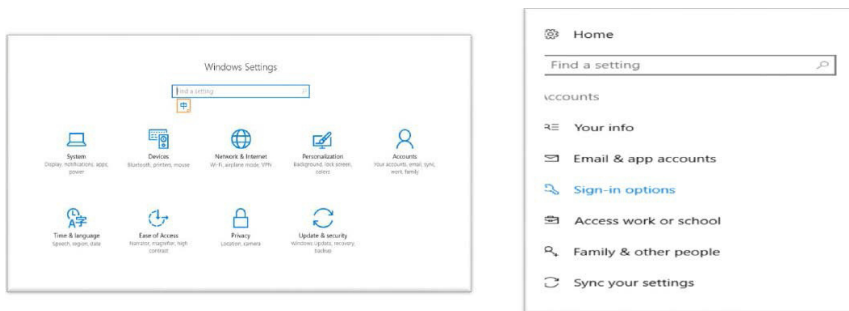 Windows Settings
Find a setting
中
System
Display, notifications, apps,
power
Devices
Bluetooth, printers, mouse
Network & Internet
Wi-Fi, airplane mode, VPN
Personalization
Background, lock screen,
colors
Accounts
Your accounts, email, sync,
work, family
Time & language
Speech, region, date
Ease of Access
Narrator, magnifier, high
contrast
Privacy
Location, camera
Update & security
Windows Update, recovery,
backup
Home
Find a setting
Accounts
Your info
Email & app accounts
Sign-in options
Access work or school
Family & other people
Sync your settings